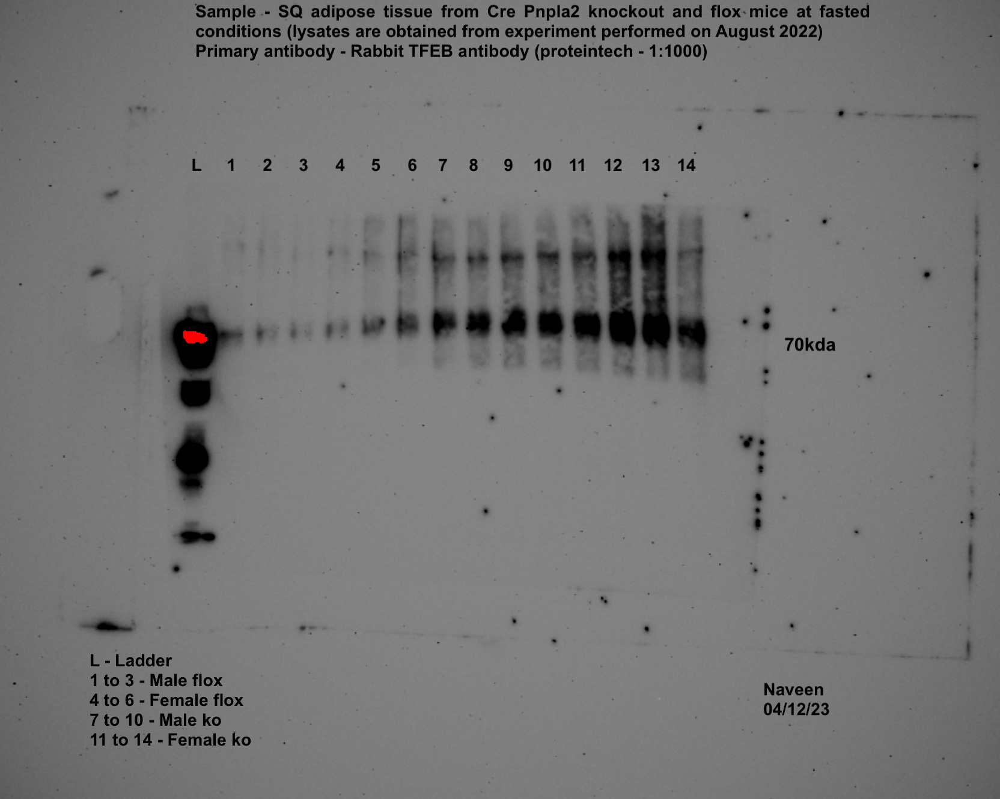 Sample - SQ adipose tissue from Cre Pnpla2 knockout and flox mice at fasted
conditions (lysates are obtained from experiment performed on August 2022)
Primary antibody - Rabbit TFEB antibody (proteintech - 1:1000)
L 1 2 3 4 5 6 7 8 9 10 11 12 13 14
70kda
L - Ladder
1 to 3 - Male flox
4 to 6 - Female flox
7 to 10 - Male ko
11 to 14 - Female ko
Naveen
04/12/23